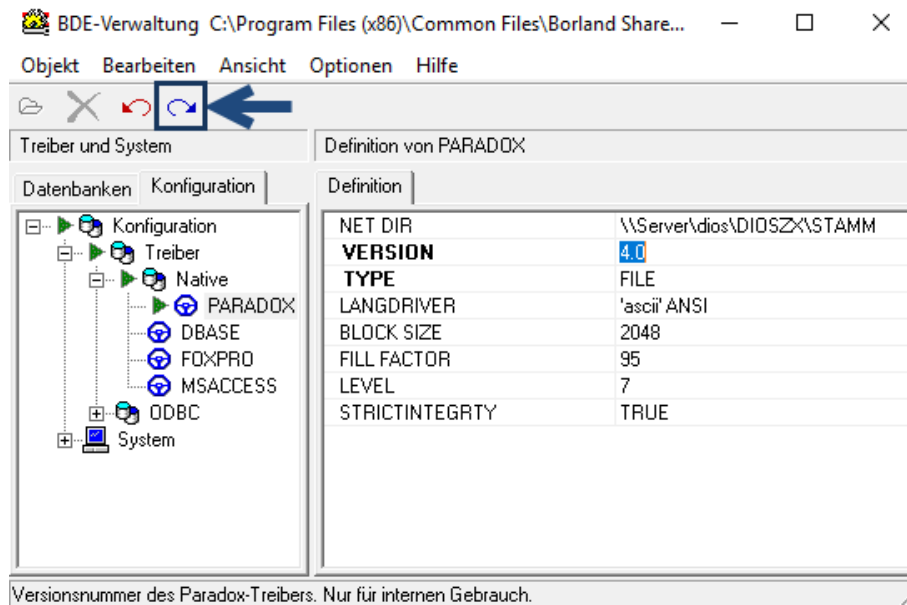 BDE-Verwaltung C:\Program Files (x86)\Common Files\Borland Share...
Objekt Bearbeiten Ansicht Optionen Hilfe
Treiber und System
Definition von PARADOX
Datenbanken Konfiguration
Definition
Konfiguration
Treiber
Native
PARADOX
DBASE
FOXPRO
MSACCESS
ODBC
System
NET DIR \\Server\dios\DIOSZX\STAMM
VERSION 4.0
TYPE FILE
LANGDRIVER 'ascii' ANSI
BLOCK SIZE 2048
FILL FACTOR 95
LEVEL 7
STRICTINTEGRTY TRUE
Versionsnummer des Paradox-Treibers. Nur für internen Gebrauch.